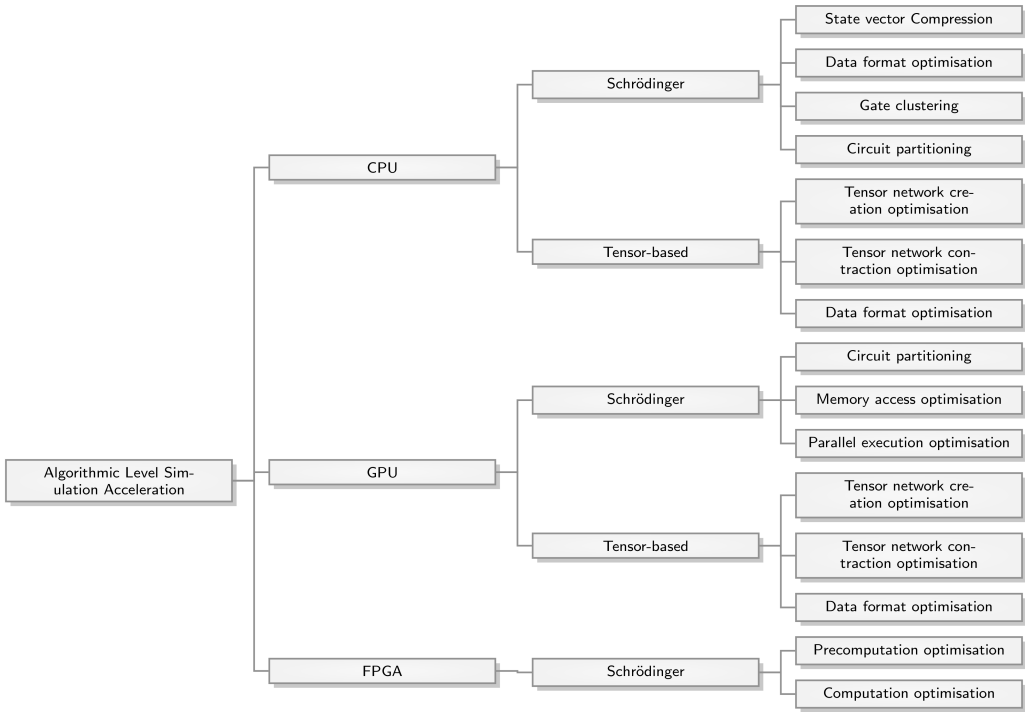 State vector Compression
Data format optimisation
Schrödinger
Gate clustering
Circuit partitioning
CPU
Tensor network cre-
ation optimisation
Tensor-based
Tensor network con-
traction optimisation
Data format optimisation
Circuit partitioning
Schrödinger
Memory access optimisation
Parallel execution optimisation
Algorithmic Level Sim-
ulation Acceleration
GPU
Tensor network cre-
ation optimisation
Tensor-based
Tensor network con-
traction optimisation
Data format optimisation
Precomputation optimisation
FPGA
Schrödinger
Computation optimisation